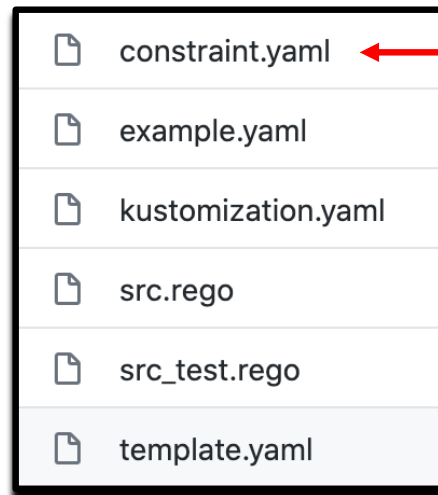 constraint.yaml
example.yaml
kustomization.yaml
src.rego
src_test.rego
template.yaml